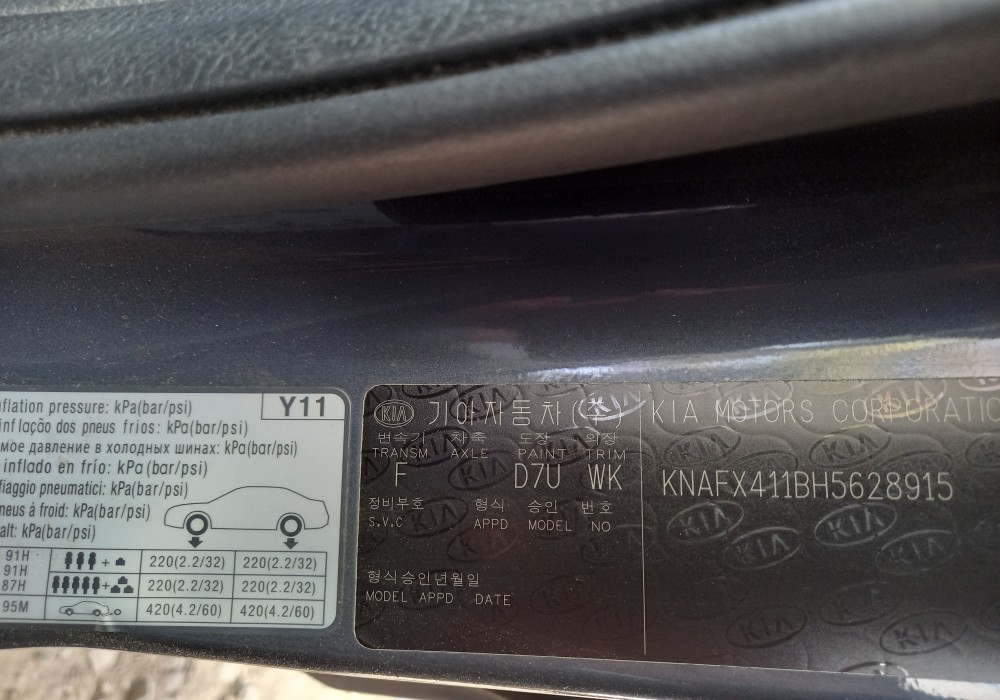 nflation pressure: kPa(bar/psi)
Y11
inflação dos pneus frios: kPa(bar/psi)
мое давление в холодных шинах: kPa(bar/psi)
inflado en frío: kPa(bar/psi)
fiaggio pneumatici: kPa(bar/psi)
neus à froid: kPa(bar/psi)
alt: kPa(bar/psi)
91H
91H
220(2.2/32) 220(2.2/32)
87H 220(2.2/32) 220(2.2/32)
95M 420(4.2/60) 420(4.2/60)
KIA 기아자동차(주) KIA MOTORS CORPORATIO
변속기 차축 도장 의장
TRANSM AXLE PAINT TRIM
F D7U WK
KNAFX411BH5628915
정비부호 형식 승인 번호
S.V.C APPD MODEL NO
형식승인년월일
MODEL APPD DATE